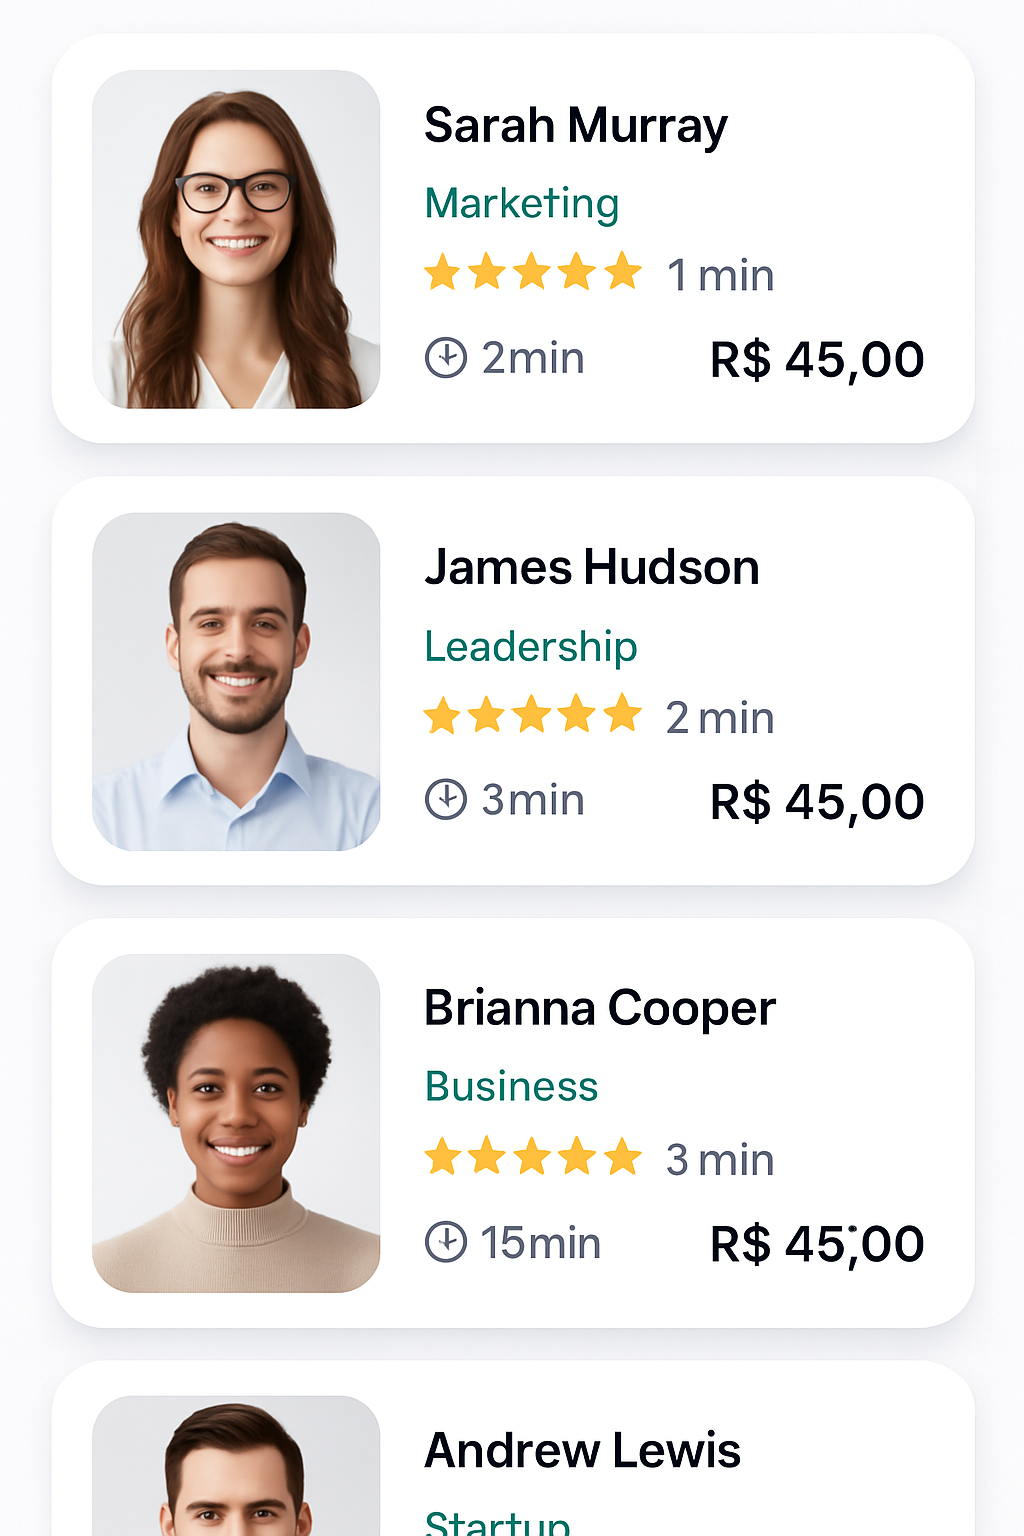 Sarah Murray
Marketing
1 min
2min R$ 45,00
James Hudson
Leadership
2 min
3min R$ 45,00
Brianna Cooper
Business
3 min
15min R$ 45,00
Andrew Lewis
Startup